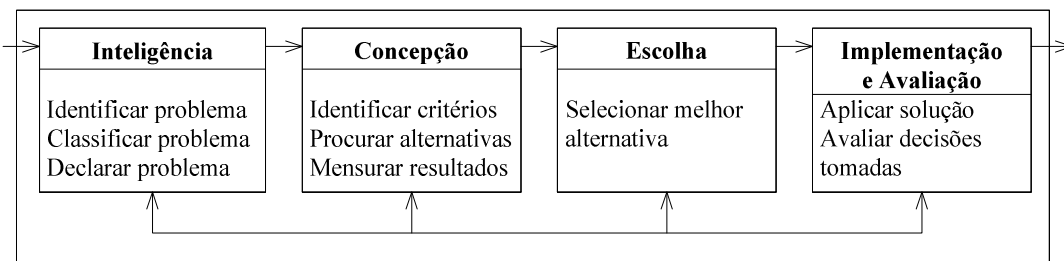 Inteligência
Identificar problema
Classificar problema
Declarar problema
Concepção
Identificar critérios
Procurar alternativas
Mensurar resultados
Escolha
Selecionar melhor
alternativa
Implementação
e Avaliação
Aplicar solução
Avaliar decisões
tomadas